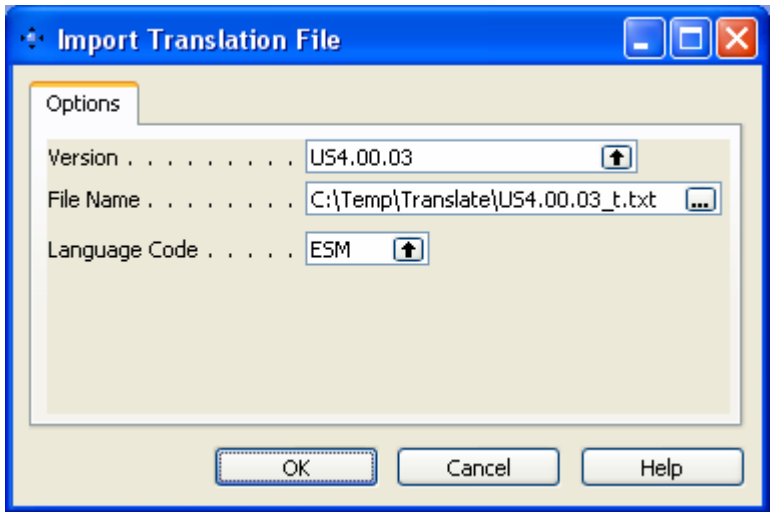 Import Translation File
Options
Version . . . . . . . . . US4.00.03
File Name . . . . . . . . C:\Temp\Translate\US4.00.03_t.txt ...
Language Code . . . . . ESM
OK Cancel Help